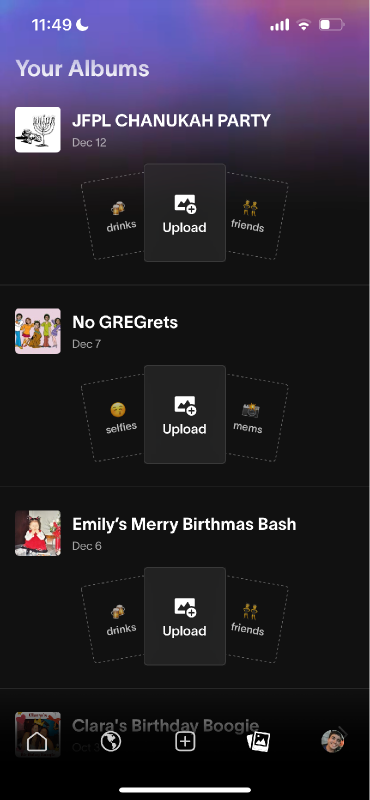 11:49
Your Albums
JFPL CHANUKAH PARTY
Dec 12
drinks
Upload
friends
No GREGrets
Dec 7
selfies
Upload
mems
Emily's Merry Birthmas Bash
Dec 6
drinks
Upload
friends
Clara's Birthday Boogie
Oct